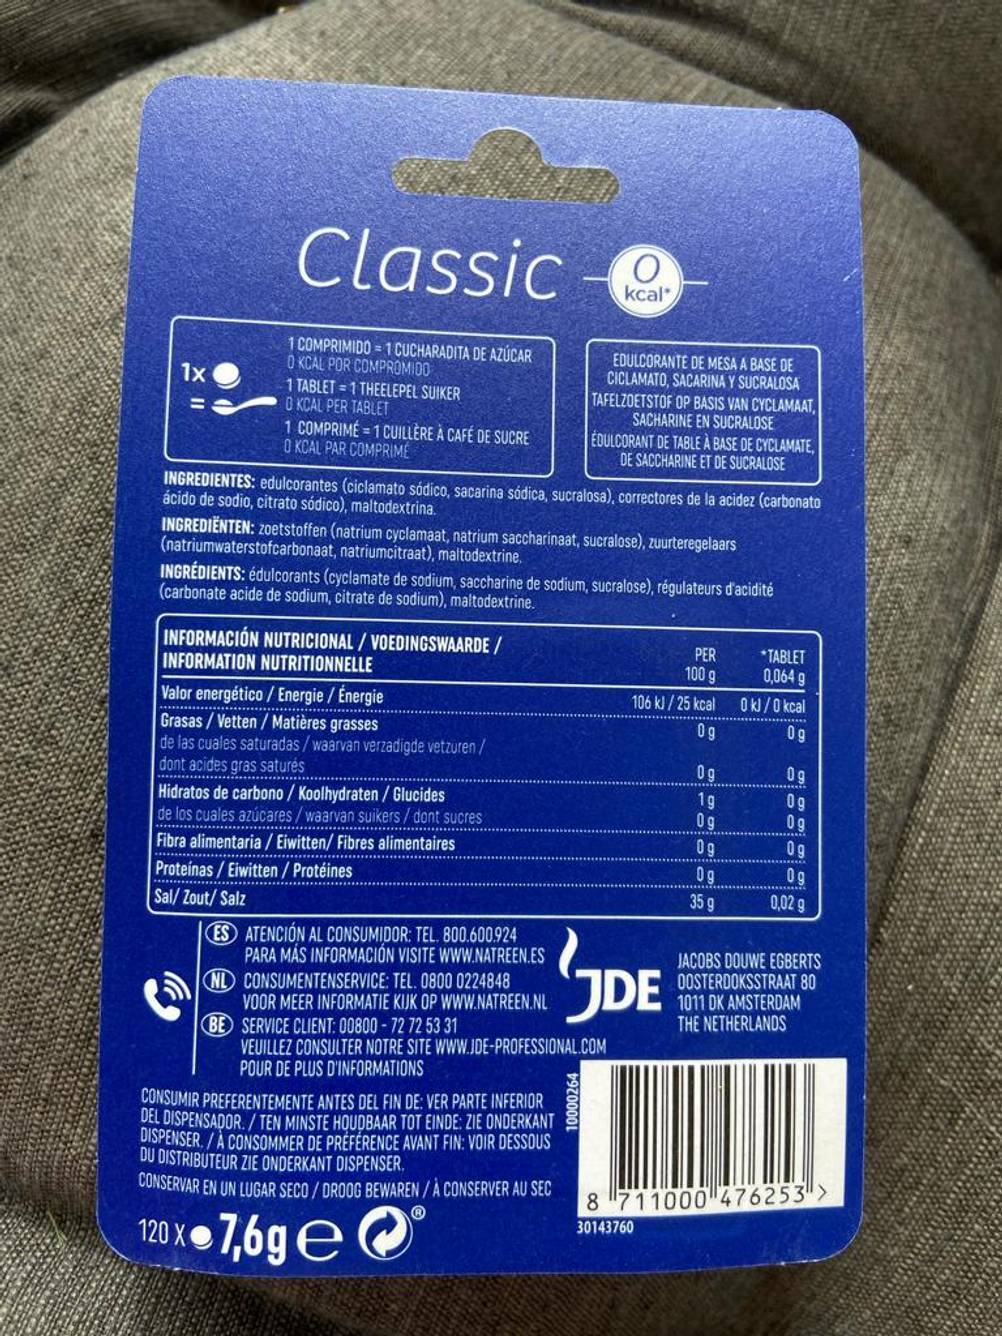 Classic
0
kcal*
1x
=
1 COMPRIMIDO = 1 CUCHARADITA DE AZÚCAR
0 KCAL POR COMPROMIDO
1 TABLET = 1 THEELEPEL SUIKER
0 KCAL PER TABLET
1 COMPRIMÉ = 1 CUILLÈRE À CAFÉ DE SUCRE
0 KCAL PAR COMPRIMÉ
EDULCORANTE DE MESA A BASE DE
CICLAMATO, SACARINA Y SUCRALOSA
TAFELZOETSTOF OP BASIS VAN CYCLAMAAT,
SACHARINE EN SUCRALOSE
ÉDULCORANT DE TABLE À BASE DE CYCLAMATE,
DE SACCHARINE ET DE SUCRALOSE
INGREDIENTES: edulcorantes (ciclamato sódico, sacarina sódica, sucralosa), correctores de la acidez (carbonato
ácido de sodio, citrato sódico), maltodextrina.
INGREDIËNTEN: zoetstoffen (natrium cyclamaat, natrium saccharinaat, sucralose), zuurteregelaars
(natriumwaterstofcarbonaat, natriumcitraat), maltodextrine.
INGRÉDIENTS: édulcorants (cyclamate de sodium, saccharine de sodium, sucralose), régulateurs d'acidité
(carbonate acide de sodium, citrate de sodium), maltodextrine.
INFORMACIÓN NUTRICIONAL / VOEDINGSWAARDE /
INFORMATION NUTRITIONNELLE
PER
100 g
*TABLET
0,064 g
Valor energético / Energie / Énergie 106 kJ / 25 kcal 0 kJ / 0 kcal
Grasas / Vetten / Matières grasses 0 g 0 g
de las cuales saturadas / waarvan verzadigde vetzuren /
dont acides gras saturés 0 g 0 g
Hidratos de carbono / Koolhydraten / Glucides 1 g 0 g
de los cuales azúcares / waarvan suikers / dont sucres 0 g 0 g
Fibra alimentaria / Eiwitten/ Fibres alimentaires 0 g 0 g
Proteínas / Eiwitten / Protéines 0 g 0 g
Sal/ Zout/ Salz 35 g 0,02 g
ES ATENCIÓN AL CONSUMIDOR: TEL. 800.600.924
PARA MÁS INFORMACIÓN VISITE WWW.NATREEN.ES
NL CONSUMENTENSERVICE: TEL. 0800 0224848
VOOR MEER INFORMATIE KIJK OP WWW.NATREEN.NL
BE SERVICE CLIENT: 00800 - 72 72 53 31
VEUILLEZ CONSULTER NOTRE SITE WWW.JDE-PROFESSIONAL.COM
POUR DE PLUS D'INFORMATIONS
JDE
JACOBS DOUWE EGBERTS
OOSTERDOKSSTRAAT 80
1011 DK AMSTERDAM
THE NETHERLANDS
CONSUMIR PREFERENTEMENTE ANTES DEL FIN DE: VER PARTE INFERIOR
DEL DISPENSADOR. / TEN MINSTE HOUDBAAR TOT EINDE: ZIE ONDERKANT
DISPENSER. / À CONSOMMER DE PRÉFÉRENCE AVANT FIN: VOIR DESSOUS
DU DISTRIBUTEUR ZIE ONDERKANT DISPENSER.
CONSERVAR EN UN LUGAR SECO / DROOG BEWAREN / À CONSERVER AU SEC
120 X 7,6g e ®
10000264
8 711000 476253 >
30143760